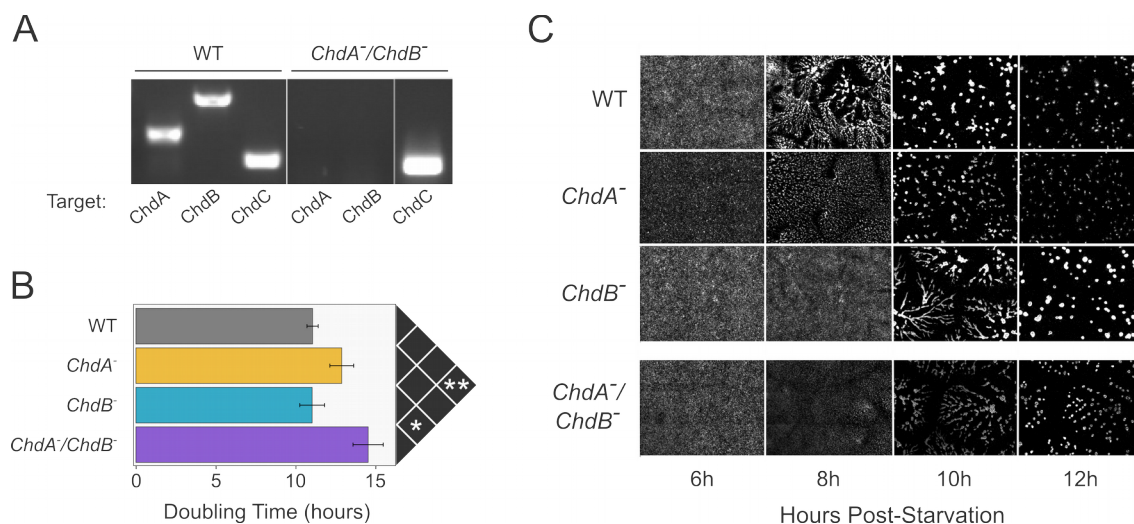 A
WT
ChdA⁻/ChdB⁻
Target:
ChdA
ChdB
ChdC
ChdA
ChdB
ChdC
B
WT
ChdA⁻
ChdB⁻
ChdA⁻/ChdB⁻
**
*
0
5
10
15
Doubling Time (hours)
C
WT
ChdA⁻
ChdB⁻
ChdA⁻/
ChdB⁻
6h
8h
10h
12h
Hours Post-Starvation